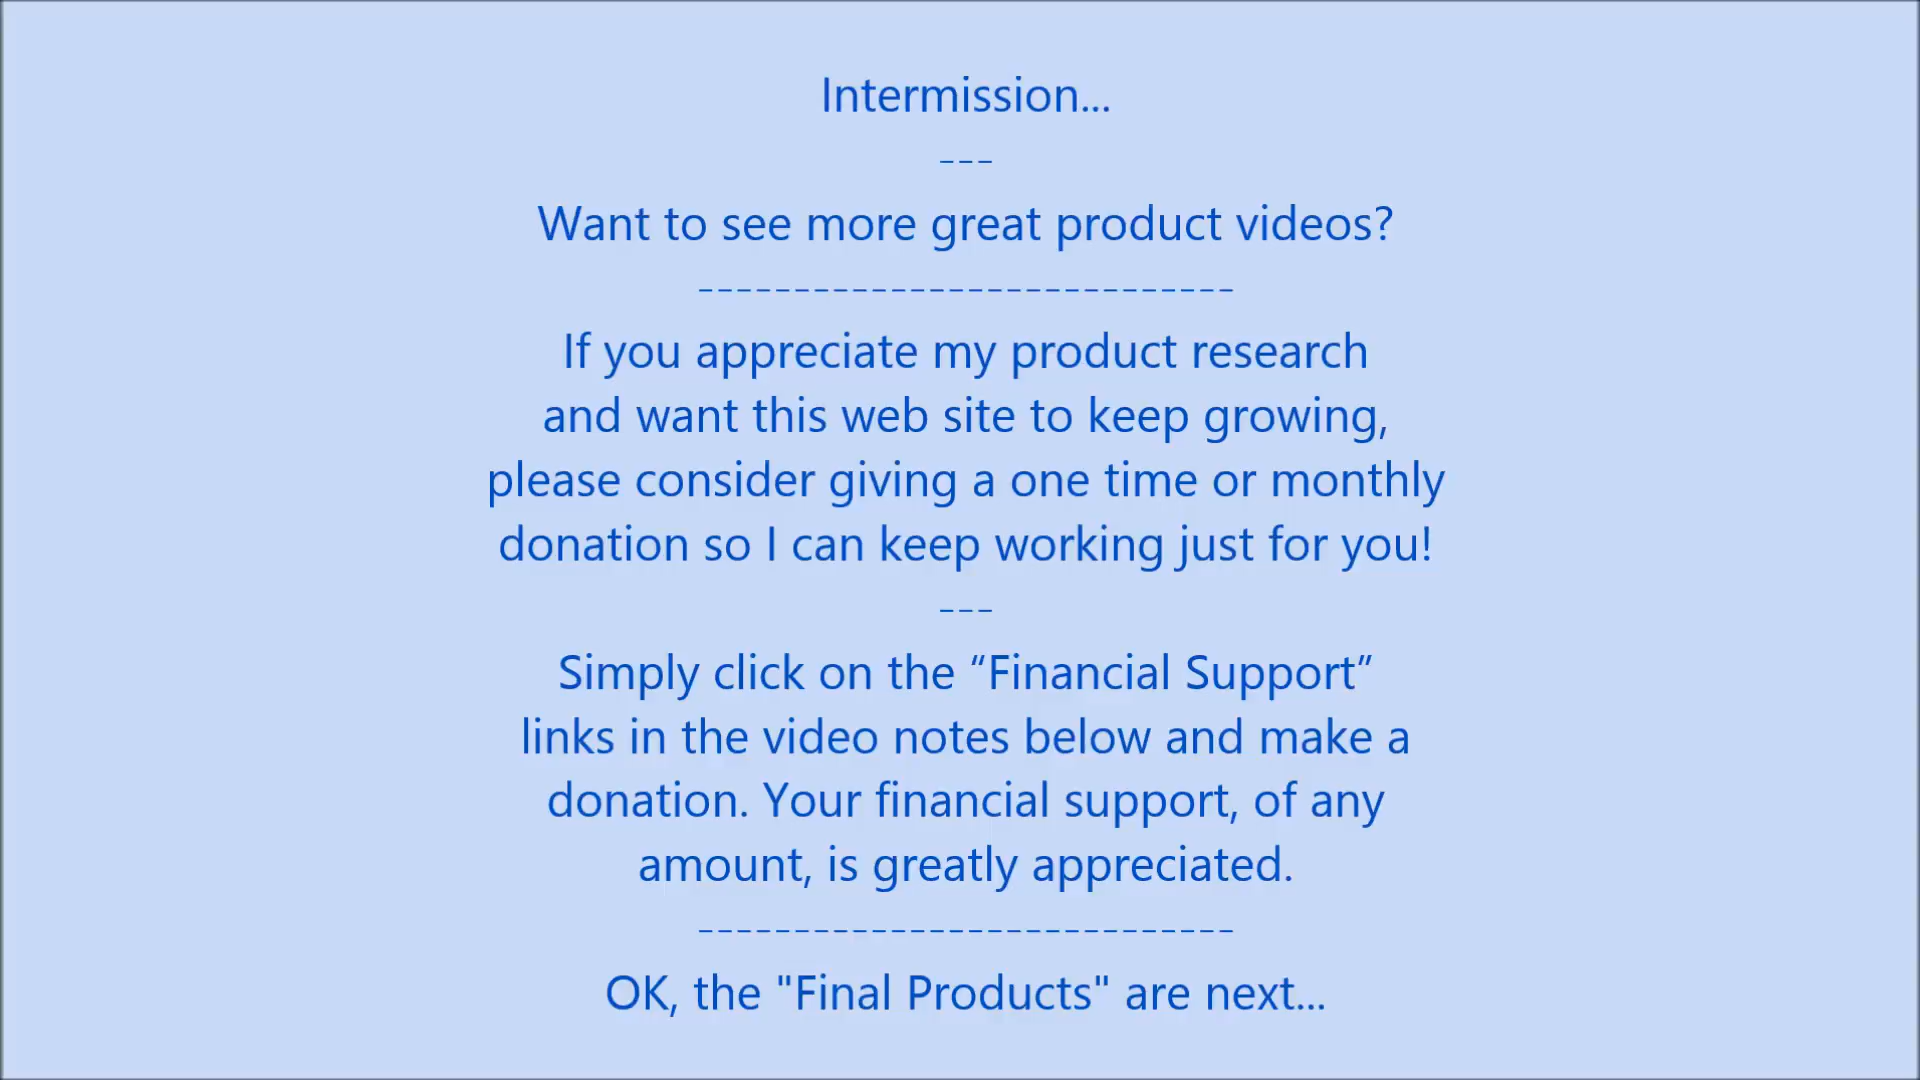 Intermission...
---
Want to see more great product videos?
----------------------------
If you appreciate my product research
and want this web site to keep growing,
please consider giving a one time or monthly
donation so I can keep working just for you!
---
Simply click on the “Financial Support”
links in the video notes below and make a
donation. Your financial support, of any
amount, is greatly appreciated.
----------------------------
OK, the "Final Products" are next...